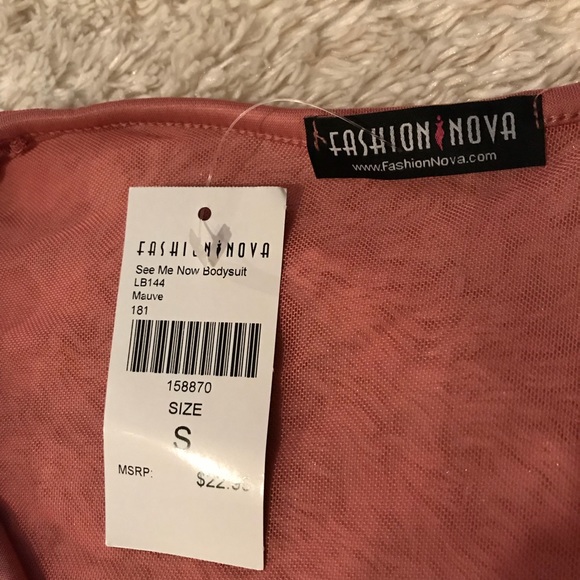 FASHION NOVA
www.FashionNova.com
FASHION NOVA
See Me Now Bodysuit
LB144
Mauve
181
158870
SIZE
S
MSRP: